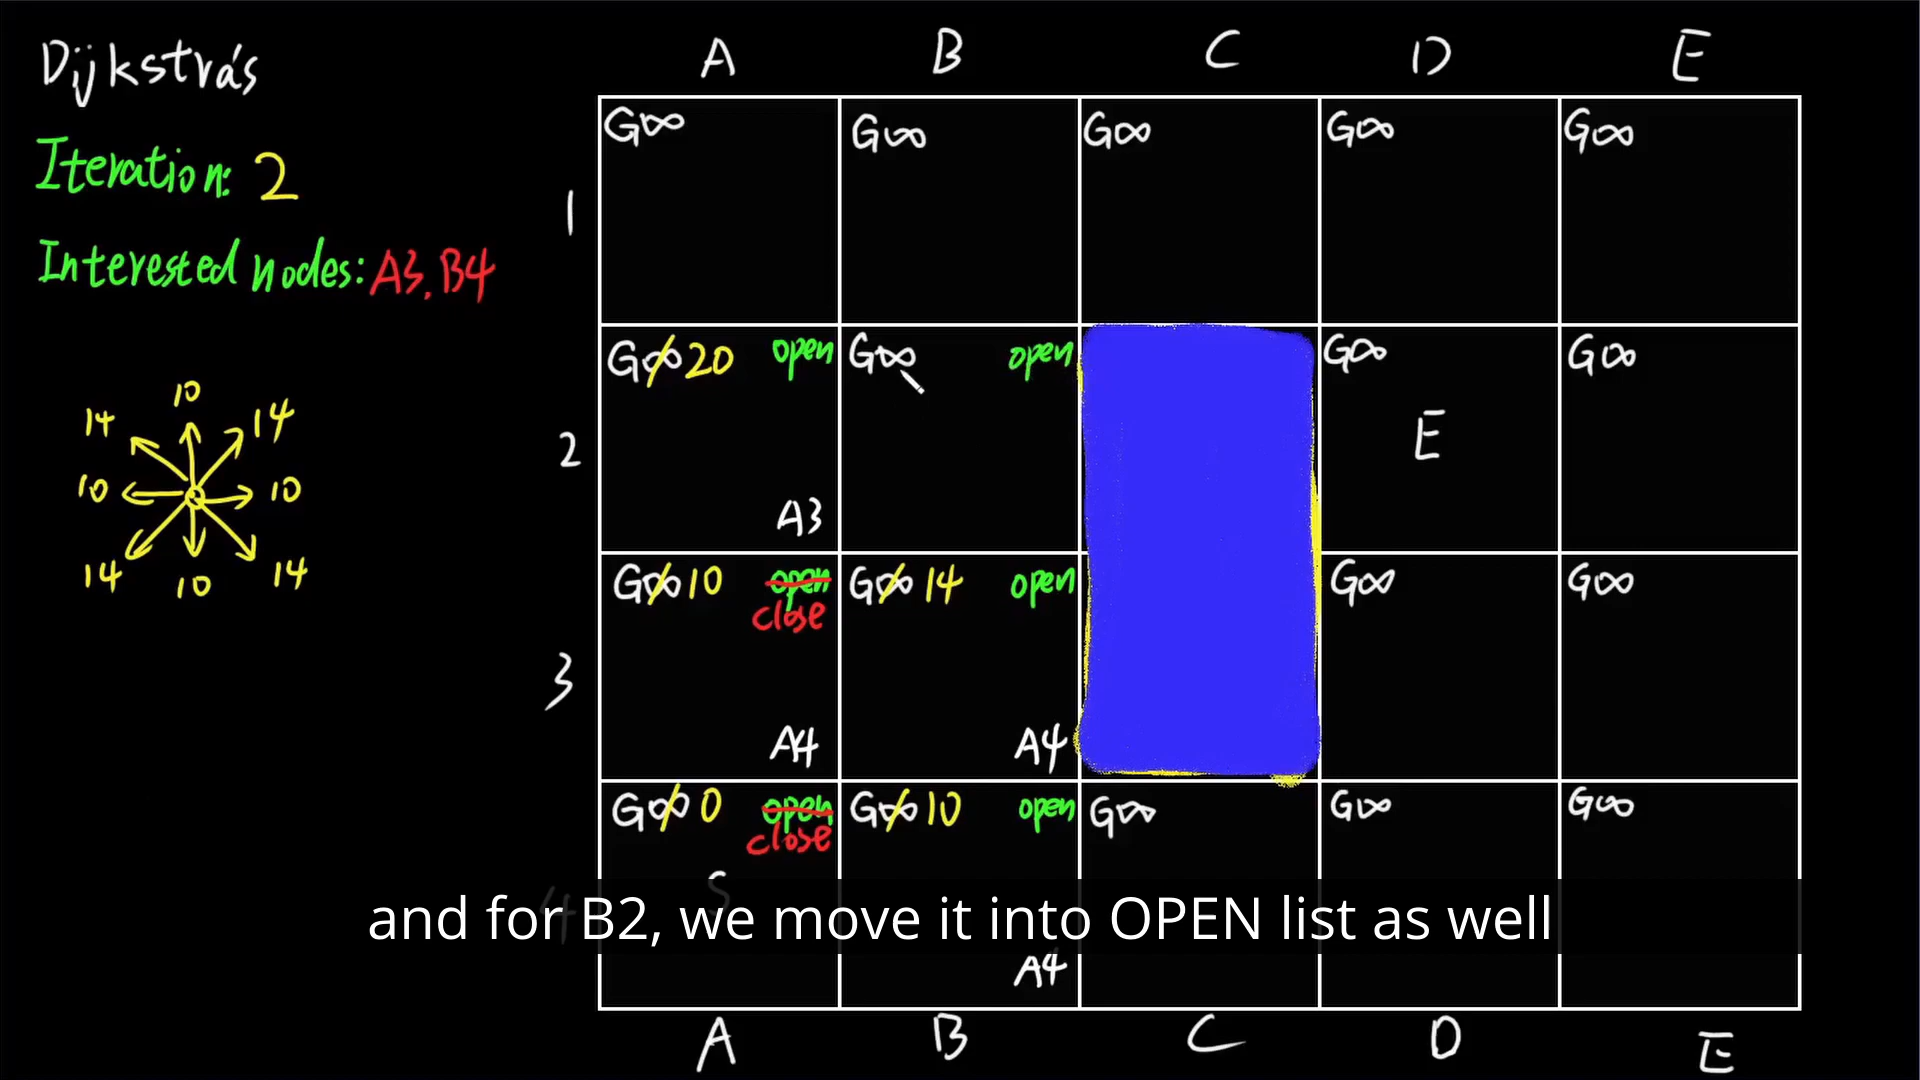 Dijkstra's
Iteration: 2
Interested nodes: A3, B4
10
14 14
10 10
14 10 14
A B C D E
1 G∞ G∞ G∞ G∞ G∞
2 G∞ 20 open G∞ open G∞ G∞
E
A3
3 G∞ 10 open G∞ 14 open G∞ G∞
close
A4 A4
G∞ 0 open G∞ 10 open G∞ G∞ G∞
close
S
4
and for B2, we move it into OPEN list as well
A4
A B C D E